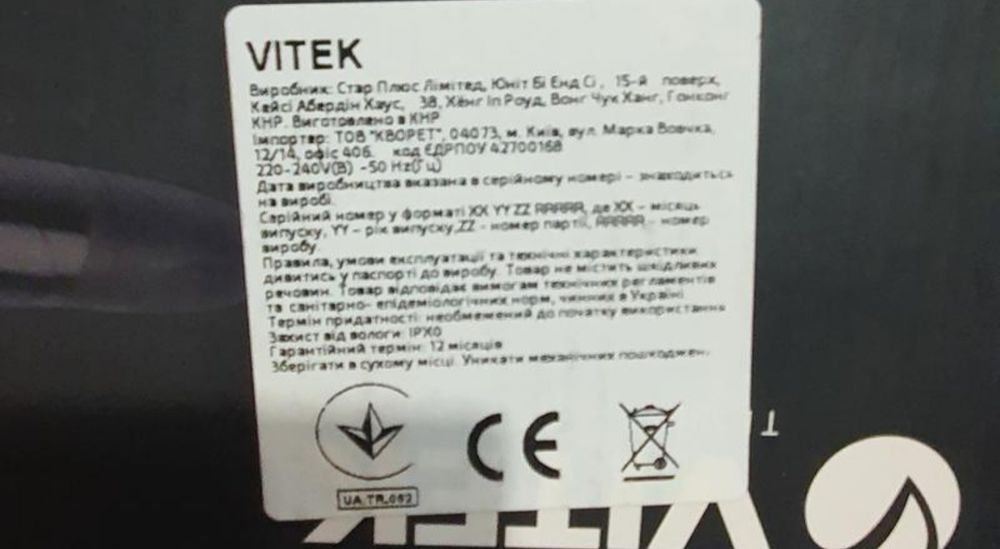 VITEK
Виробник: Стар Плюс Лімітед, Юніт Бі Енд Сі, 15-й поверх,
Кейсі Абердін Хаус, 38, Хёнг Іп Роуд, Вонг Чук Ханг, Гонконг
КНР. Виготовлено в КНР
Імпортер: ТОВ "КВОРЕТ", 04073, м. Київ, вул. Марка Вовчка,
12/14, офіс 406. код ЄДРПОУ 42700168
220-240V(В) ~50 Hz(Гц)
Дата виробництва вказана в серійному номері – знаходиться
на виробі.
Серійний номер у форматі XX YY ZZ RRRRR, де XX – місяць
випуску, YY – рік випуску, ZZ - номер партії, RRRRR – номер
виробу.
Правила, умови експлуатації та технічні характеристики
дивитись у паспорті до виробу. Товар не містить шкідливих
речовин. Товар відповідає вимогам технічних регламентів
та санітарно- епідеміологічних норм, чинних в Україні.
Термін придатності: необмежений до початку використання
Захист від вологи: IPX0
Гарантійний термін: 12 місяців
Зберігати в сухому місці. Уникати механічних пошкоджень.
CE
UA.TR.062
VITEK